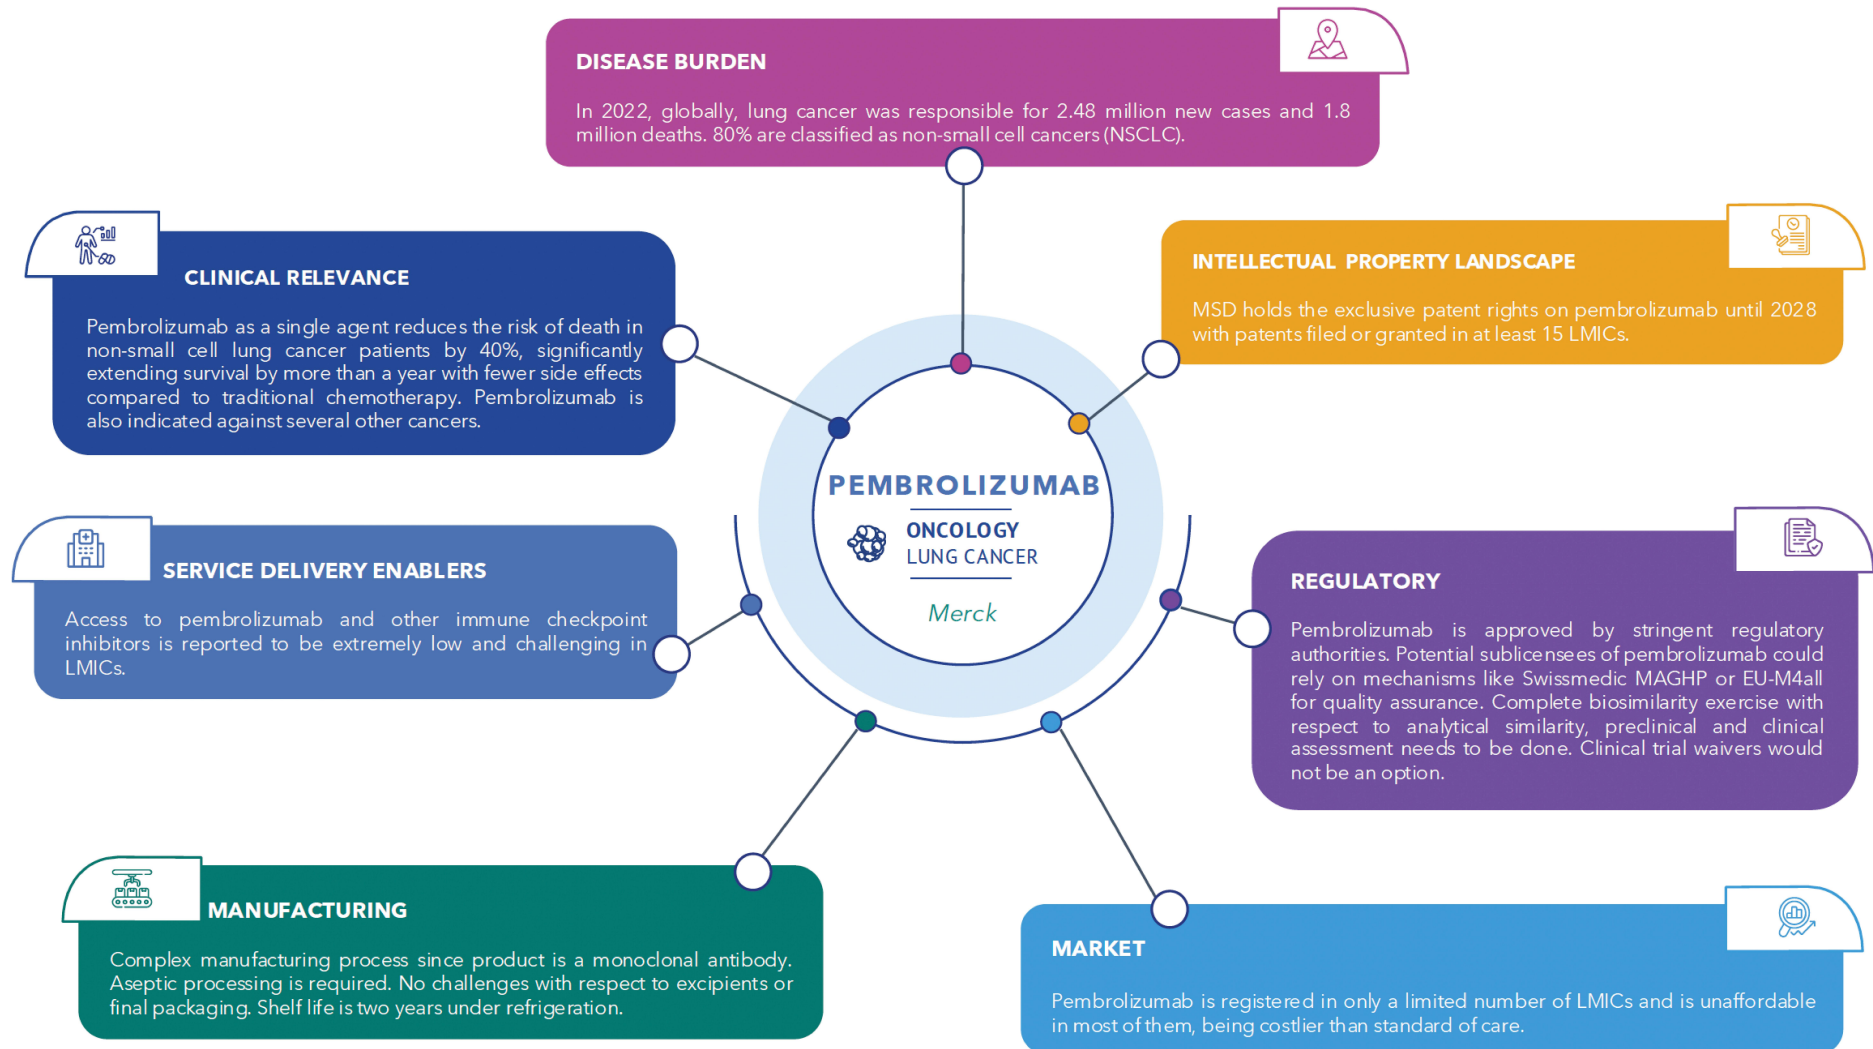 DISEASE BURDEN
In 2022, globally, lung cancer was responsible for 2.48 million new cases and 1.8
million deaths. 80% are classified as non-small cell cancers (NSCLC).
CLINICAL RELEVANCE
Pembrolizumab as a single agent reduces the risk of death in
non-small cell lung cancer patients by 40%, significantly
extending survival by more than a year with fewer side effects
compared to traditional chemotherapy. Pembrolizumab is
also indicated against several other cancers.
INTELLECTUAL PROPERTY LANDSCAPE
MSD holds the exclusive patent rights on pembrolizumab until 2028
with patents filed or granted in at least 15 LMICs.
PEMBROLIZUMAB
ONCOLOGY
LUNG CANCER
Merck
SERVICE DELIVERY ENABLERS
Access to pembrolizumab and other immune checkpoint
inhibitors is reported to be extremely low and challenging in
LMICs.
REGULATORY
Pembrolizumab is approved by stringent regulatory
authorities. Potential sublicensees of pembrolizumab could
rely on mechanisms like Swissmedic MAGHP or EU-M4all
for quality assurance. Complete biosimilarity exercise with
respect to analytical similarity, preclinical and clinical
assessment needs to be done. Clinical trial waivers would
not be an option.
MANUFACTURING
Complex manufacturing process since product is a monoclonal antibody.
Aseptic processing is required. No challenges with respect to excipients or
final packaging. Shelf life is two years under refrigeration.
MARKET
Pembrolizumab is registered in only a limited number of LMICs and is unaffordable
in most of them, being costlier than standard of care.